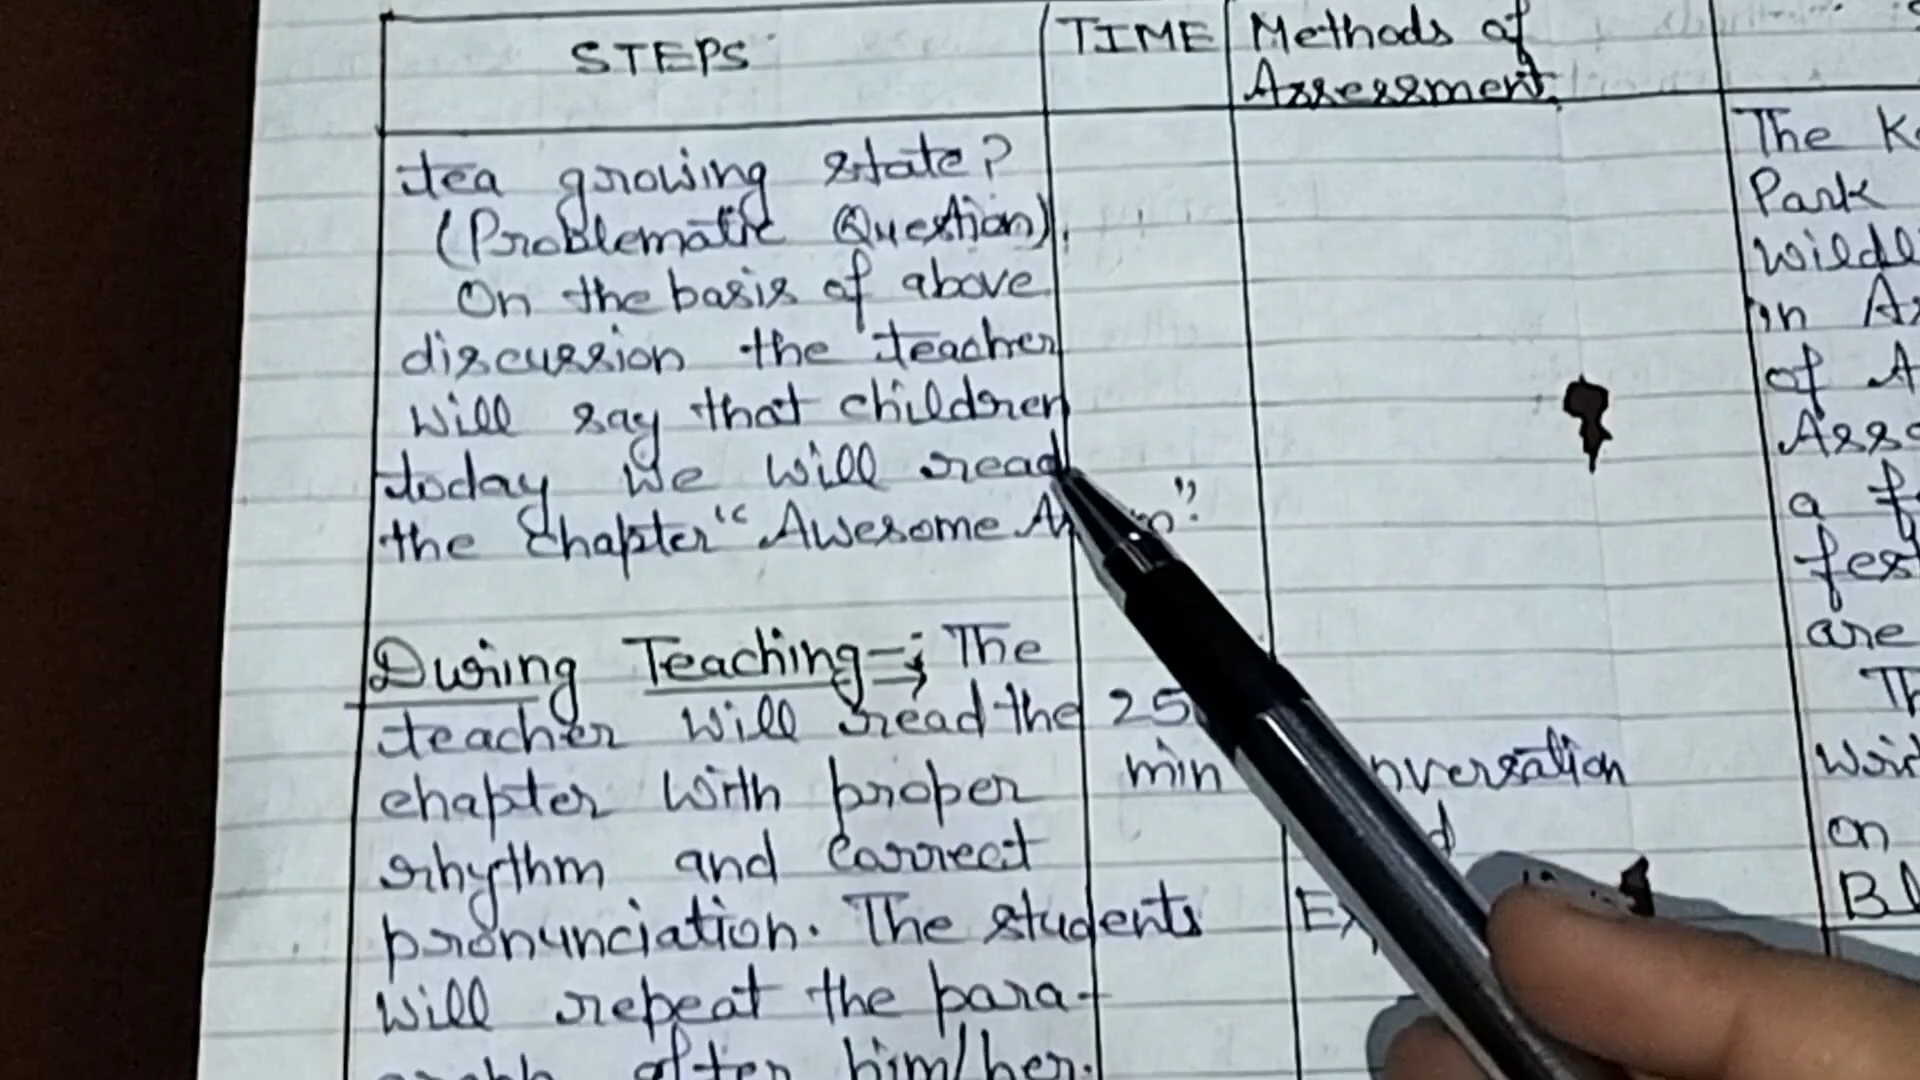 STEPS
tea growing state?
(Problematic Question).
On the basis of above
discussion the teacher
will say that children
today we will read
the chapter "Awesome
During Teaching=; The
teacher will read the
chapter with proper
rhythm and correct
pronunciation. The students
will repeat the para-
after him/her.
TIME
25
min
Methods of
Assessment.
The
Park
in
of
a
are
on